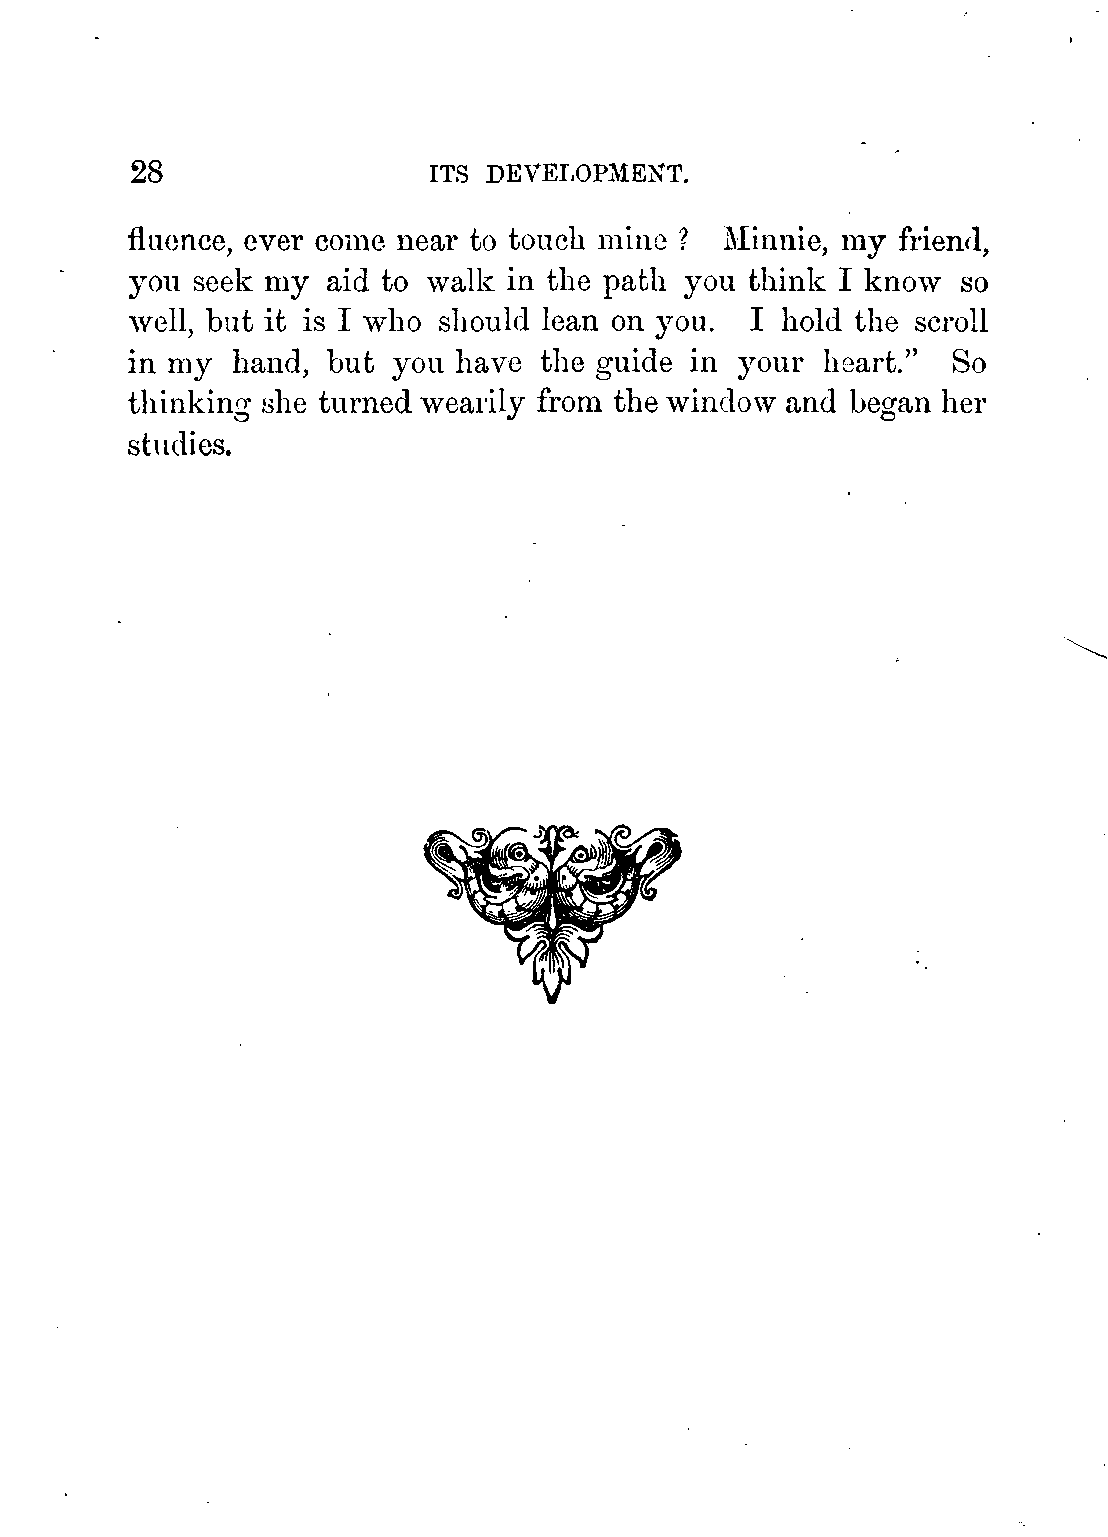 28 ITS DEVELOPMENT.
fluence, ever come near to touch mine ? Minnie, my friend,
you seek my aid to walk in the path you think I know so
well, but it is I who should lean on you. I hold the scroll
in my hand, but you have the guide in your heart.” So
thinking she turned wearily from the window and began her
studies.